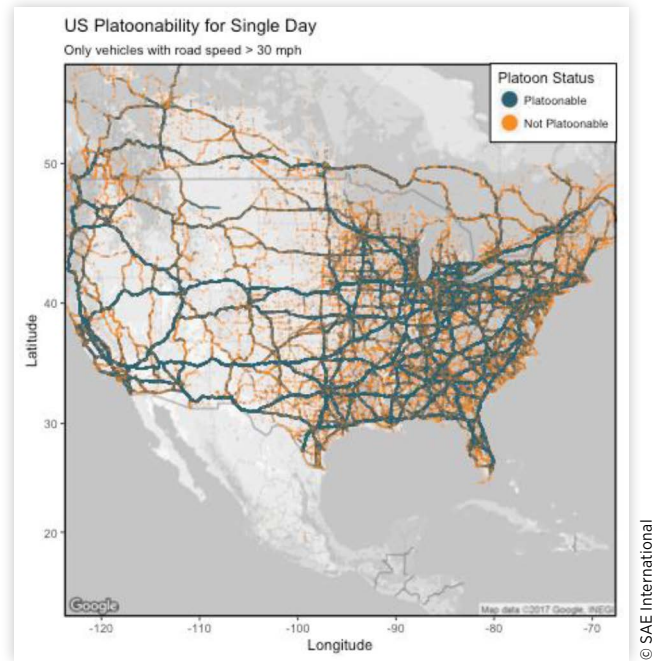 US Platoonability for Single Day
Only vehicles with road speed > 30 mph
Platoon Status
Platoonable
Not Platoonable
50
40
30
20
Latitude
-120
-110
-100
-90
-80
-70
Longitude
Google
Map data ©2017 Google, INEGI
© SAE International